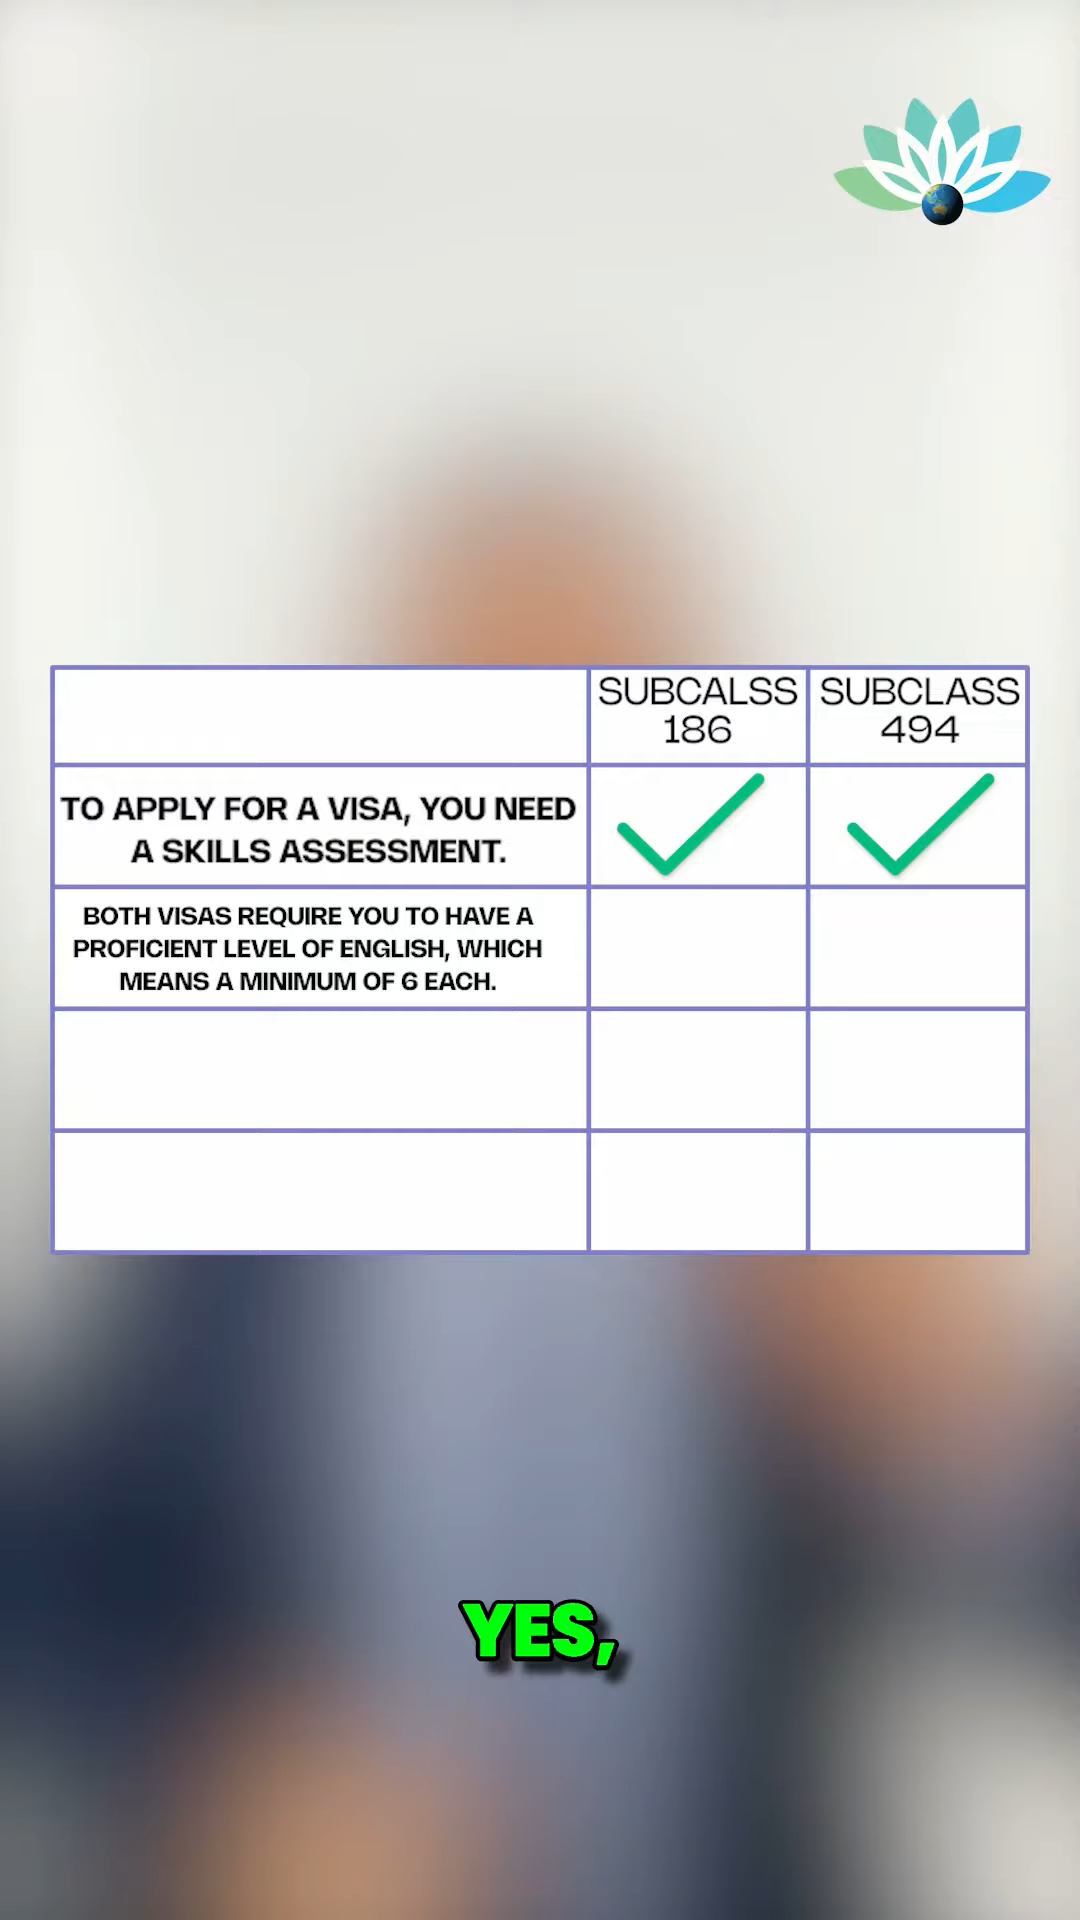 SUBCALSS SUBCLASS
186 494
TO APPLY FOR A VISA, YOU NEED
A SKILLS ASSESSMENT.
BOTH VISAS REQUIRE YOU TO HAVE A
PROFICIENT LEVEL OF ENGLISH, WHICH
MEANS A MINIMUM OF 6 EACH.
YES,